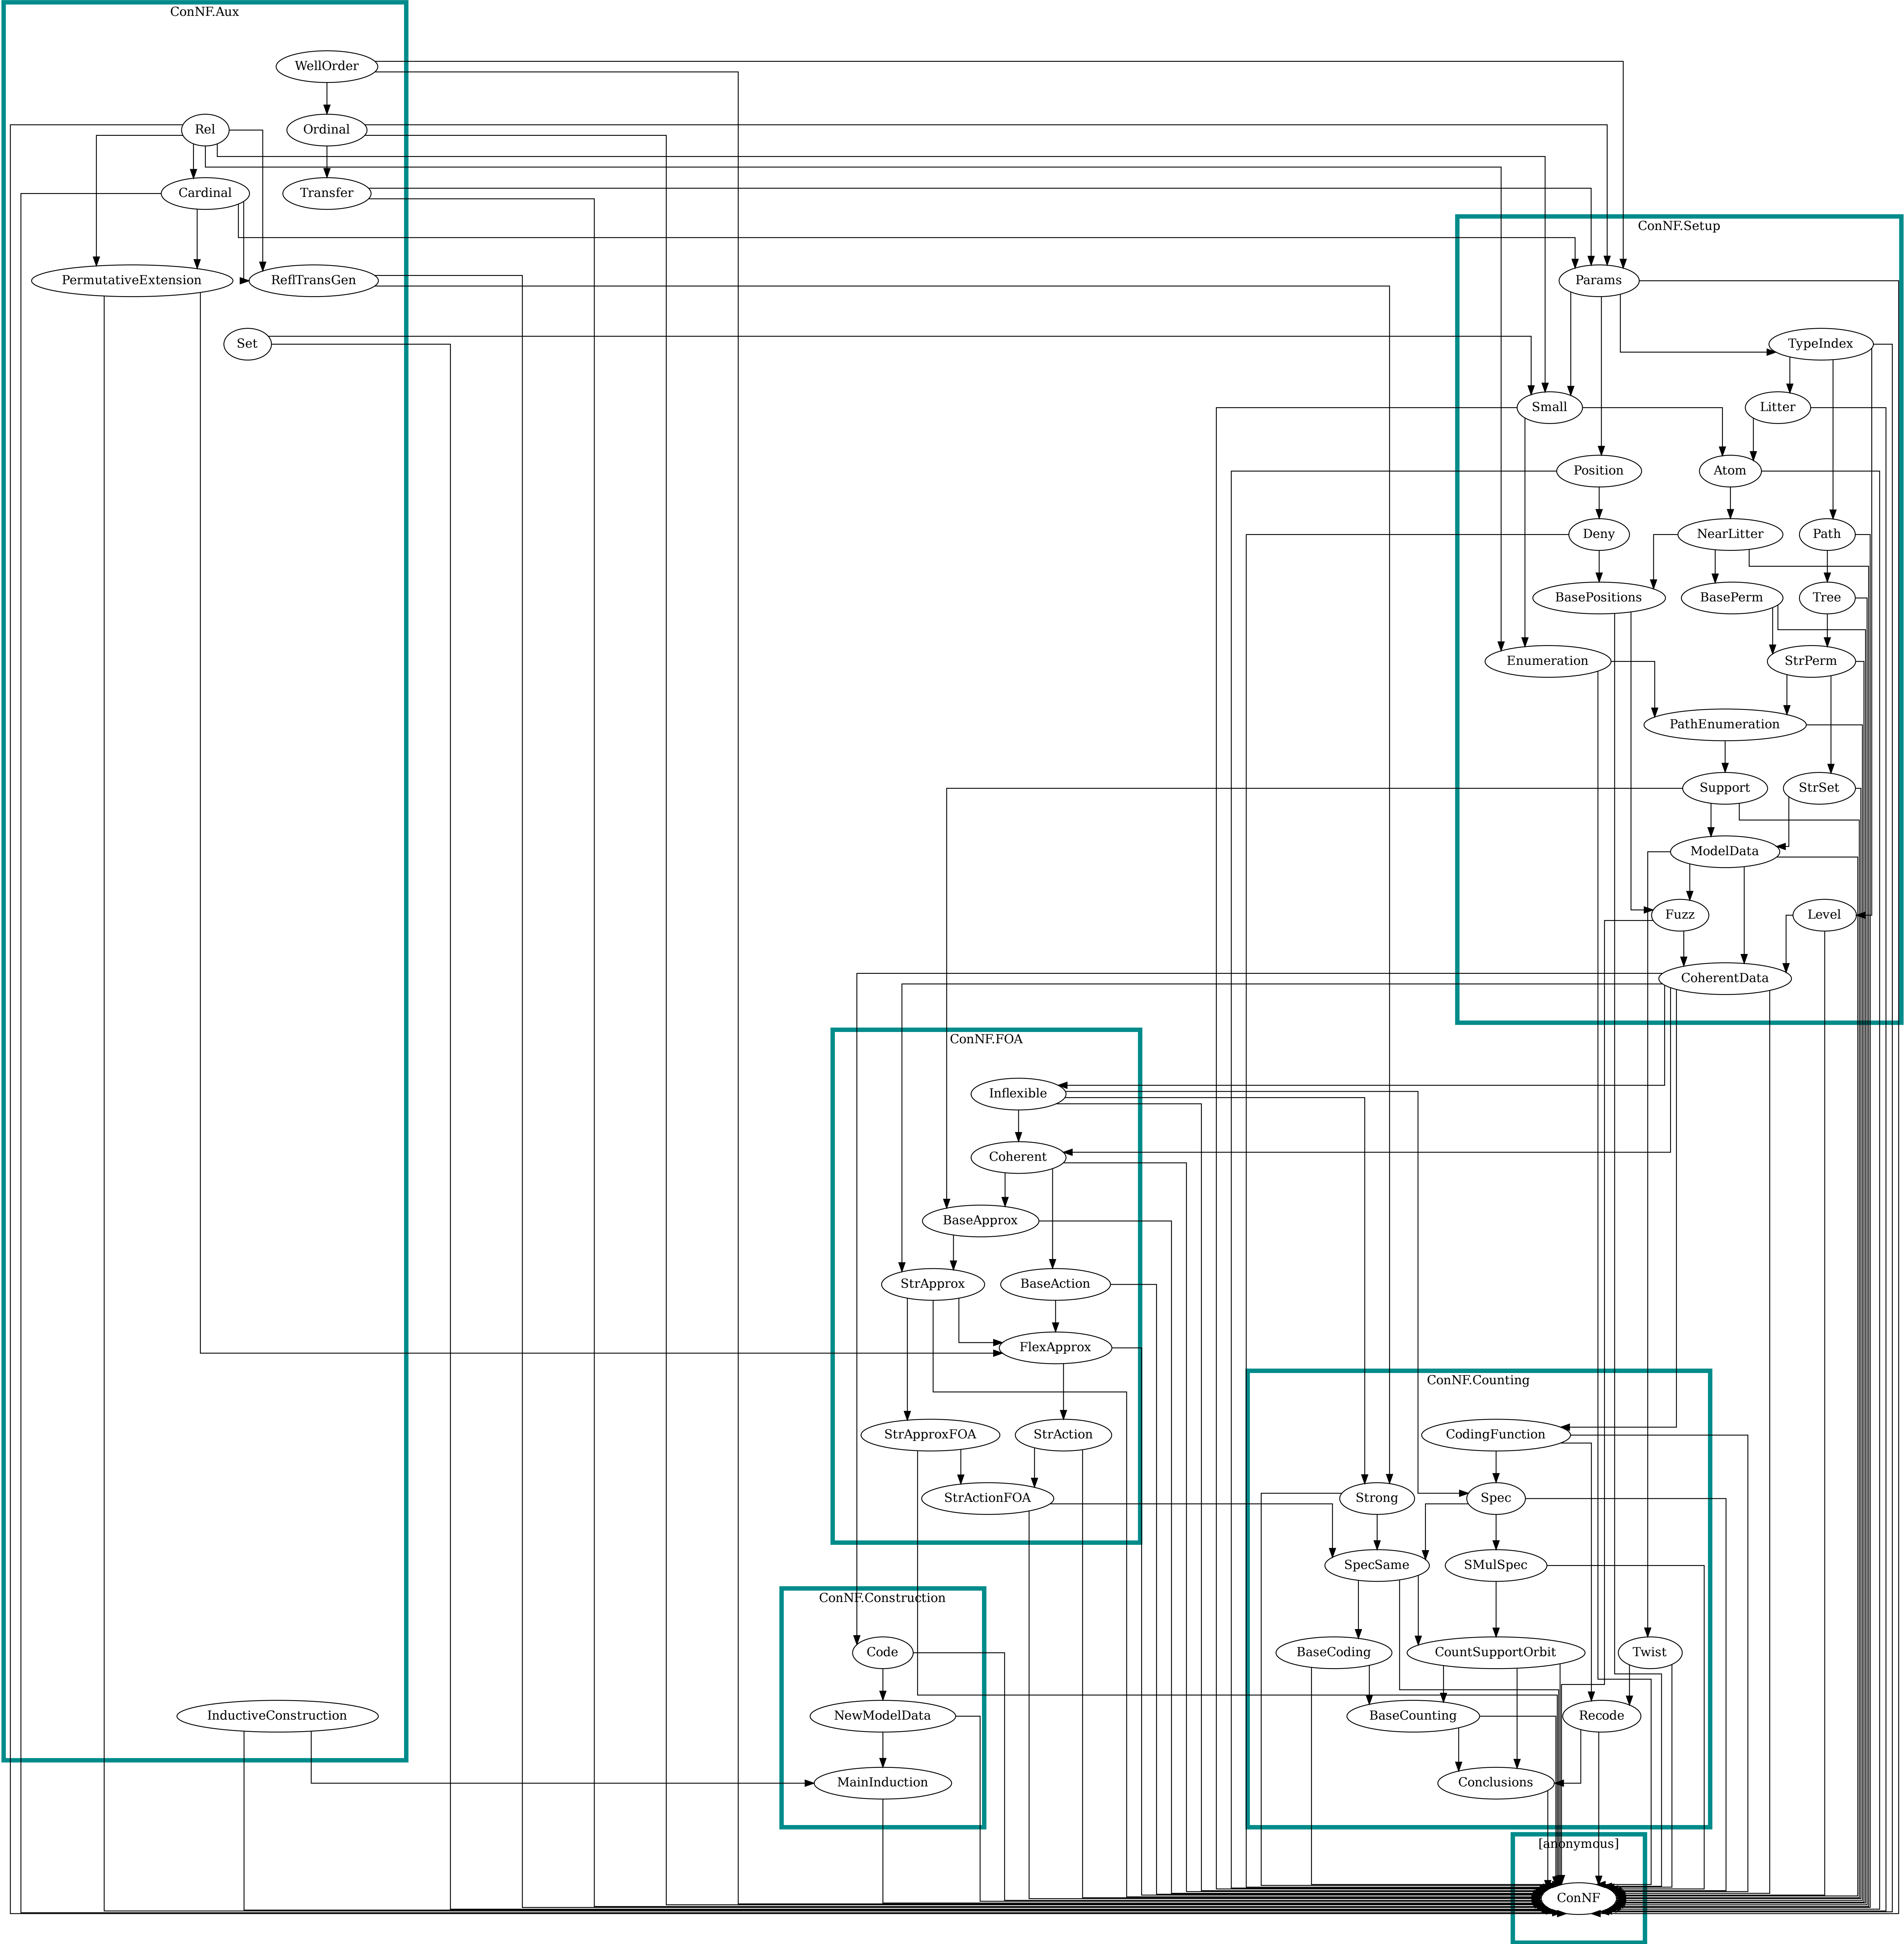 ConNF.Aux
WellOrder
Rel
Ordinal
Cardinal
Transfer
PermutativeExtension
ReflTransGen
Set
InductiveConstruction
ConNF.Setup
Params
TypeIndex
Small
Litter
Position
Atom
Deny
NearLitter
Path
BasePositions
BasePerm
Tree
Enumeration
StrPerm
PathEnumeration
Support
StrSet
ModelData
Fuzz
Level
CoherentData
ConNF.FOA
Inflexible
Coherent
BaseApprox
StrApprox
BaseAction
FlexApprox
StrApproxFOA
StrAction
StrActionFOA
ConNF.Counting
CodingFunction
Strong
Spec
SpecSame
SMulSpec
BaseCoding
CountSupportOrbit
Twist
BaseCounting
Recode
Conclusions
ConNF.Construction
Code
NewModelData
MainInduction
[anonymous]
ConNF